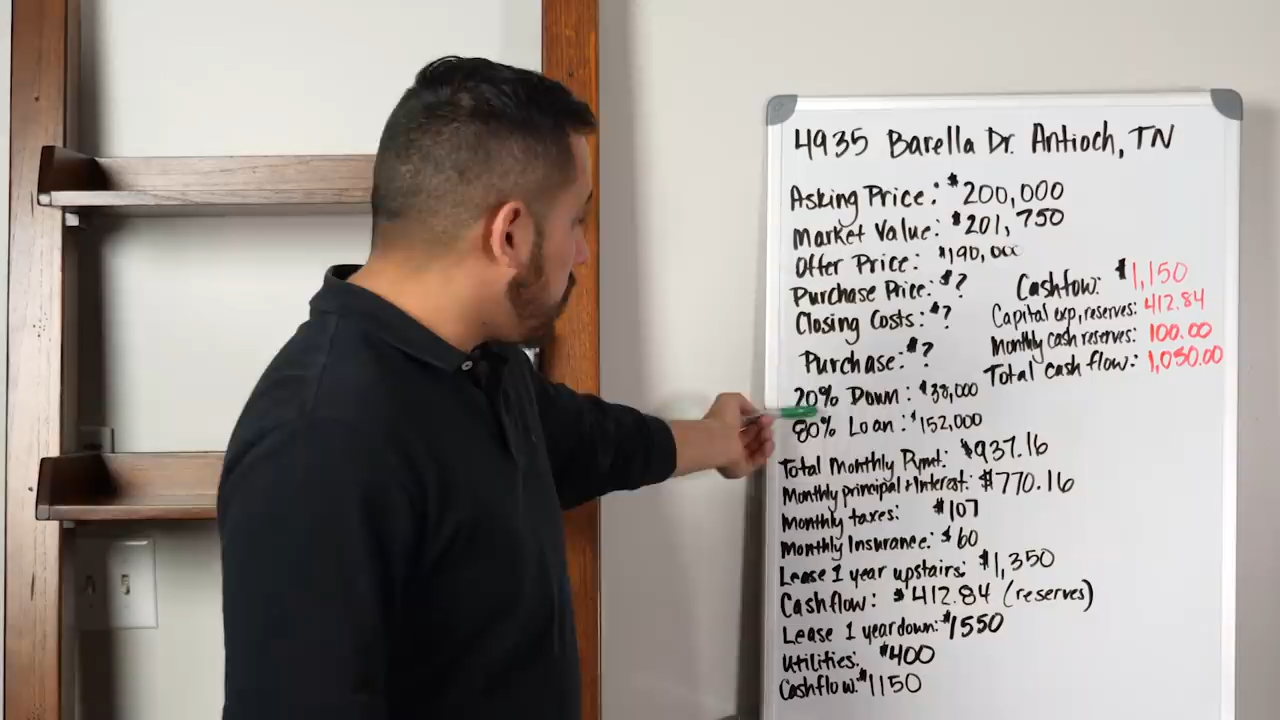 4935 Barella Dr. Antioch, TN
Asking Price: $200,000
Market Value: $201,750
Offer Price: $190,000
Purchase Price: $?
Closing Costs: $?
Purchase: $?
20% Down: $38,000
80% Loan: $152,000
Total Monthly Pymt: $937.16
Monthly principal + Interest: $770.16
Monthly taxes: $107
Monthly Insurance: $60
Lease 1 year upstairs: $1,350
Cashflow: $412.84 (reserves)
Lease 1 year down: $1550
Utilities: $400
Cashflow: $1150
Cashflow: $1,150
Capital exp, reserves: 412.84
Monthly cash reserves: 100.00
Total cash flow: 1,050.00